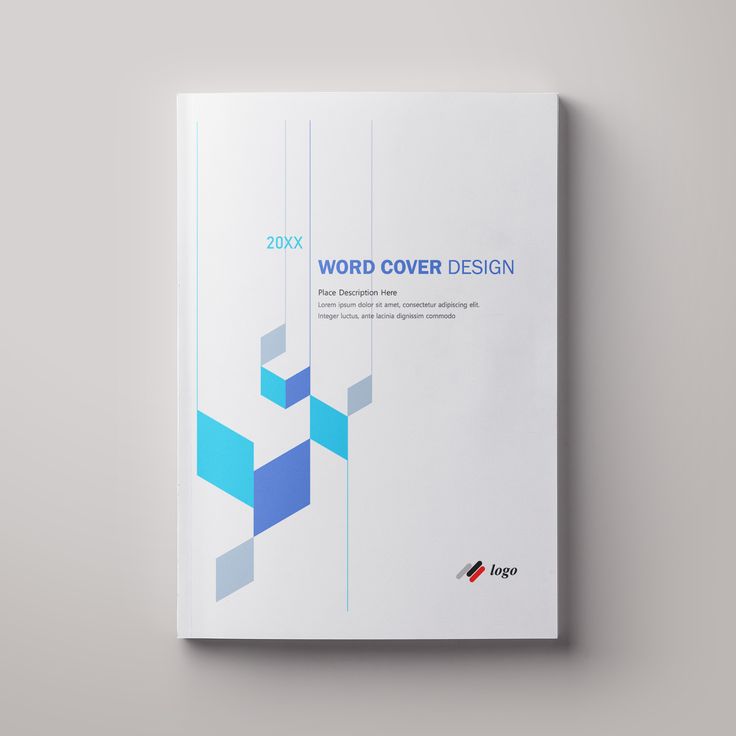 20XX
WORD COVER DESIGN
Place Description Here
Lorem ipsum dolor sit amet, consectetur adipiscing elit.
Integer luctus, ante lacinia dignissim commodo
logo